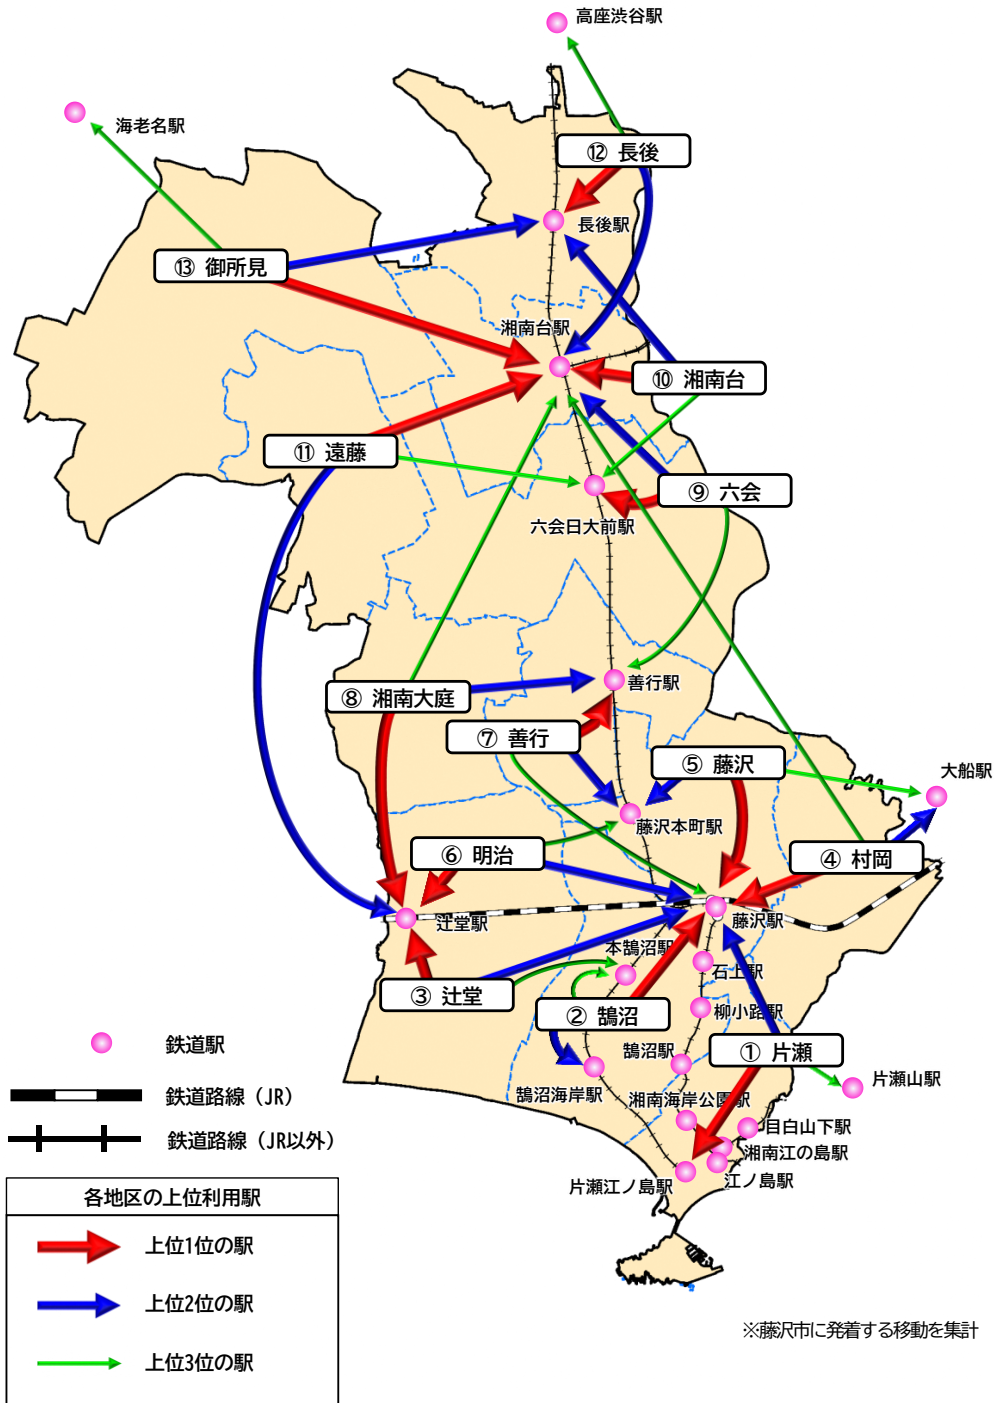 高座渋谷駅
海老名駅
⑫ 長後
長後駅
⑬ 御所見
湘南台駅
⑩ 湘南台
⑪ 遠藤
⑨ 六会
六会日大前駅
善行駅
⑧ 湘南大庭
⑦ 善行
⑤ 藤沢
大船駅
藤沢本町駅
⑥ 明治
④ 村岡
辻堂駅
藤沢駅
本鵠沼駅
石上駅
③ 辻堂
② 鵠沼
柳小路駅
鉄道駅
鵠沼駅
① 片瀬
片瀬山駅
鵠沼海岸駅
湘南海岸公園駅
鉄道路線（JR）
目白山下駅
鉄道路線（JR以外）
湘南江の島駅
片瀬江ノ島駅
江ノ島駅
各地区の上位利用駅
上位1位の駅
上位2位の駅
上位3位の駅
※藤沢市に発着する移動を集計